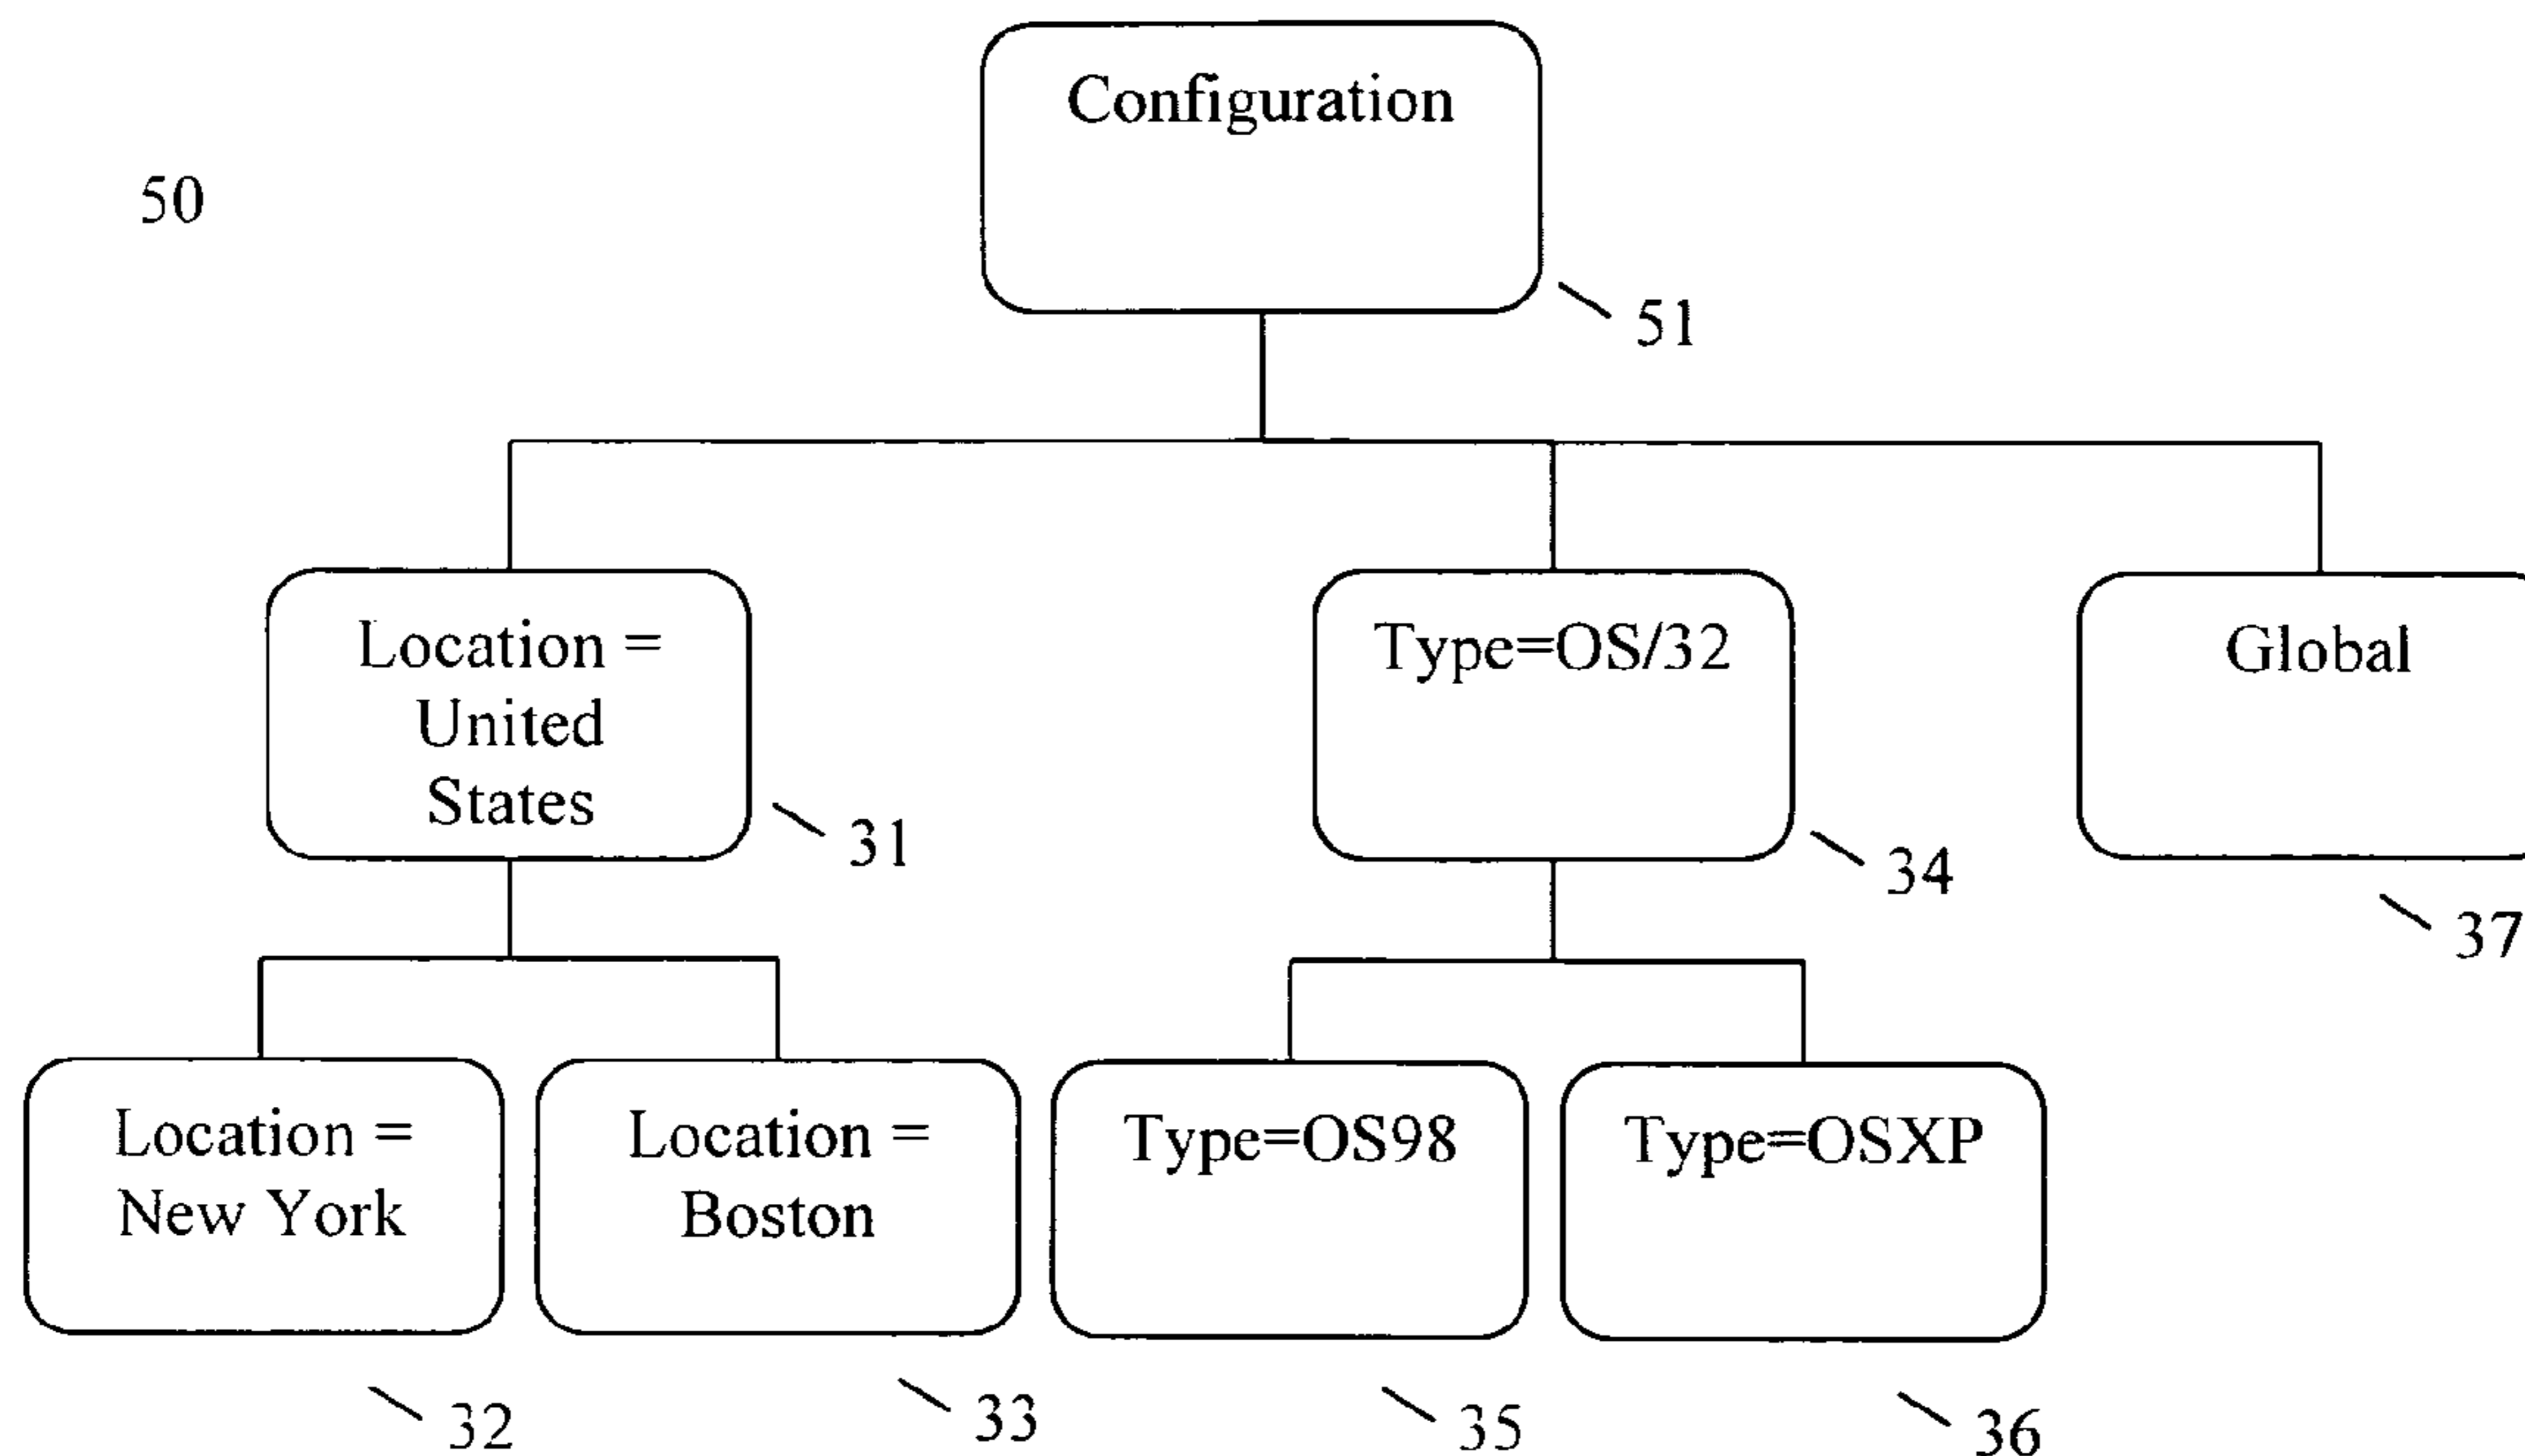 Configuration
50
51
Location =
United
States
31
Type=OS/32
34
Global
37
Location =
New York
32
Location =
Boston
33
Type=OS98
35
Type=OSXP
36